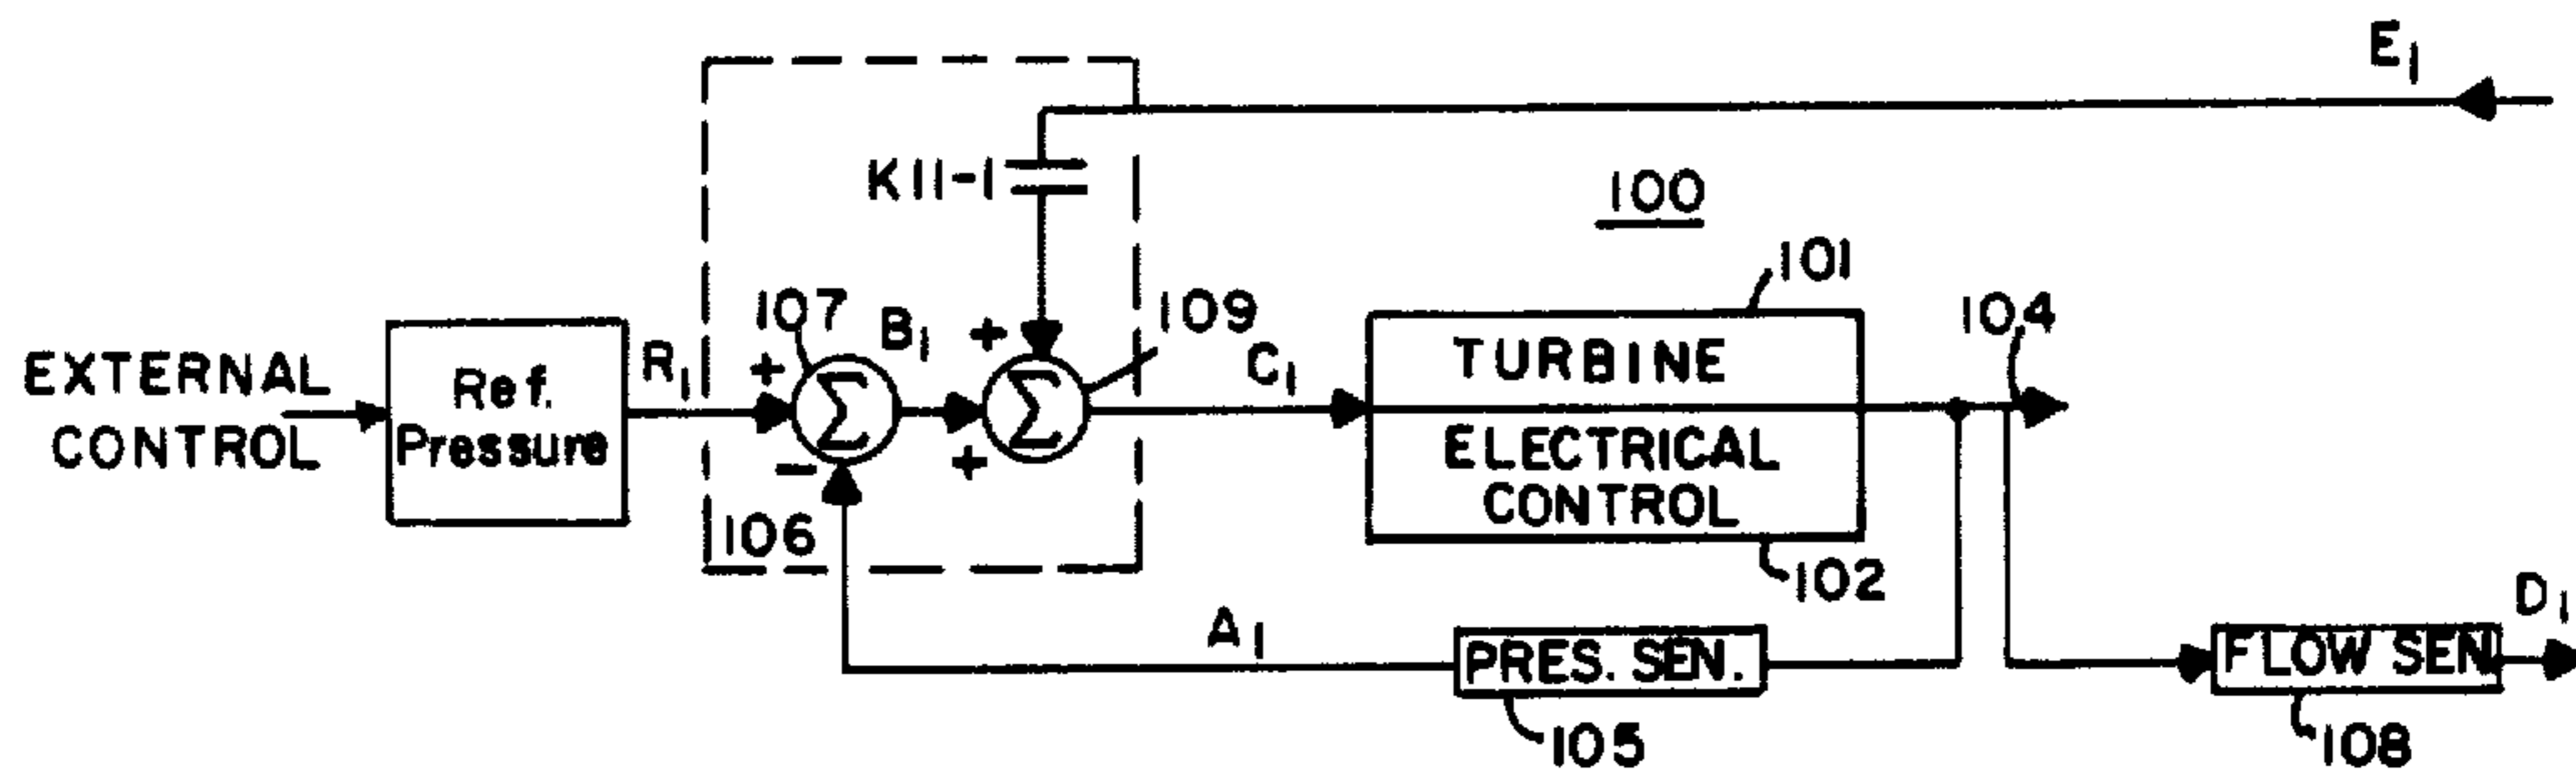 E1
K11-1
100
101
107
B1
+
109
104
EXTERNAL
CONTROL
Ref.
Pressure
R1
+
Σ
Σ
C1
TURBINE
ELECTRICAL
CONTROL
-
+
106
102
A1
PRES. SEN.
105
FLOW SEN
D1
108